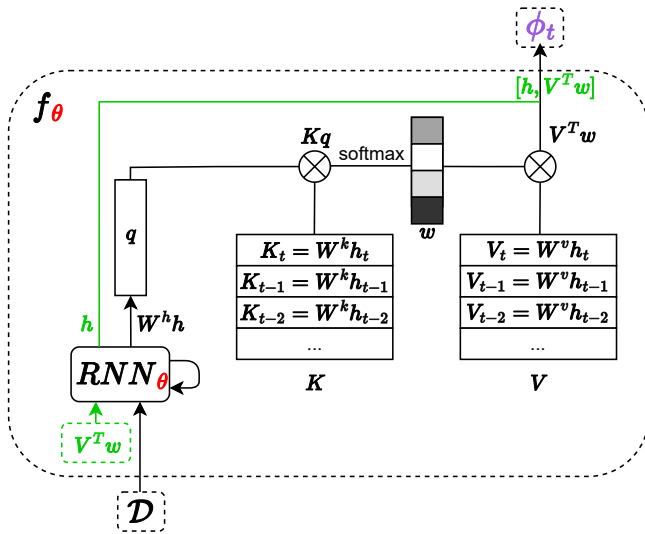 ϕ_t
[h, V^T w]
f_θ
Kq
softmax
V^T w
q
w
K_t = W^k h_t
K_{t-1} = W^k h_{t-1}
K_{t-2} = W^k h_{t-2}
...
V_t = W^v h_t
V_{t-1} = W^v h_{t-1}
V_{t-2} = W^v h_{t-2}
...
h
W^h h
RNN_θ
K
V
V^T w
𝒟